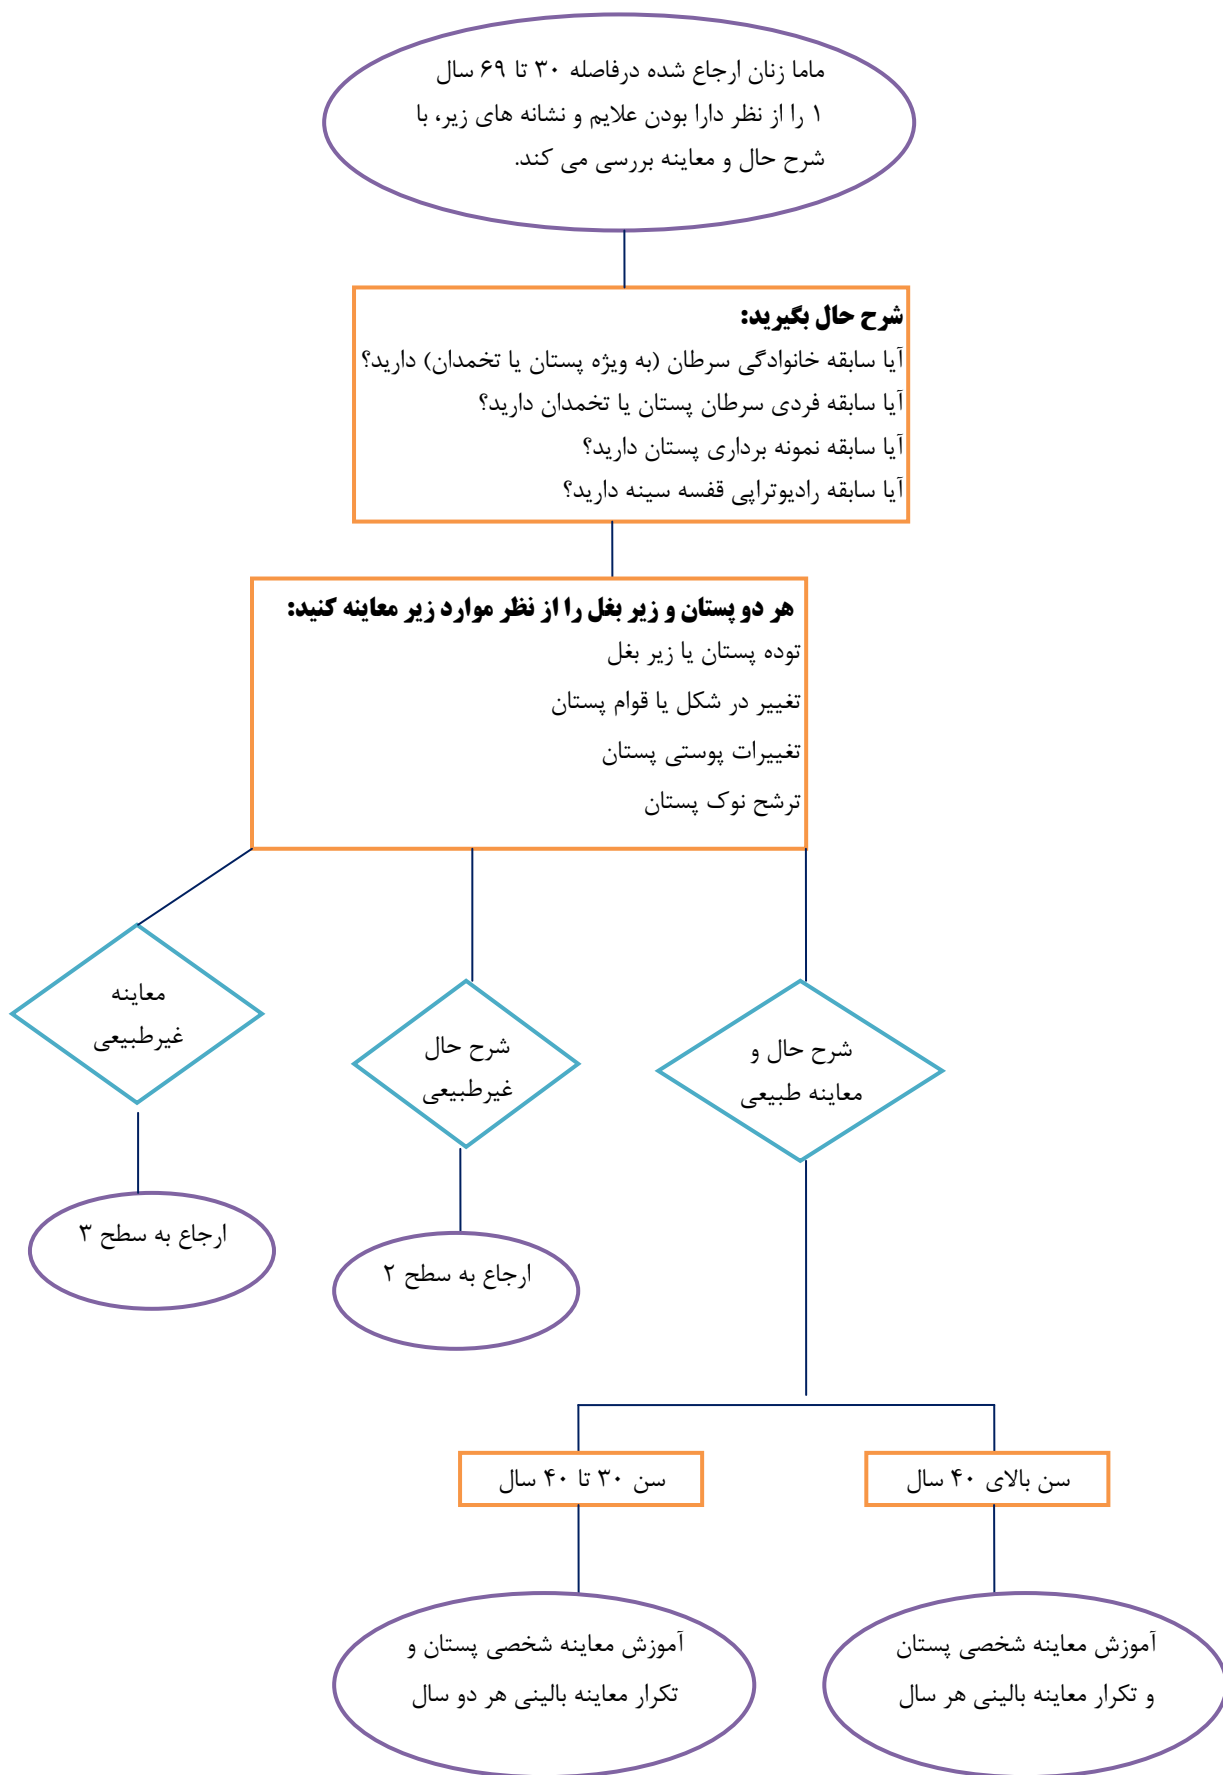 ماما زنان ارجاع شده درفاصله ۳۰ تا ۶۹ سال
۱ را از نظر دارا بودن علایم و نشانه های زیر، با
شرح حال و معاینه بررسی می کند.
شرح حال بگیرید:
آیا سابقه خانوادگی سرطان (به ویژه پستان یا تخمدان) دارید؟
آیا سابقه فردی سرطان پستان یا تخمدان دارید؟
آیا سابقه نمونه برداری پستان دارید؟
آیا سابقه رادیوتراپی قفسه سینه دارید؟
هر دو پستان و زیر بغل را از نظر موارد زیر معاینه کنید:
توده پستان یا زیر بغل
تغییر در شکل یا قوام پستان
تغییرات پوستی پستان
ترشح نوک پستان
شرح حال و
معاینه طبیعی
شرح حال
غیرطبیعی
معاینه
غیرطبیعی
ارجاع به سطح ۲
ارجاع به سطح ۳
سن بالای ۴۰ سال
سن ۳۰ تا ۴۰ سال
آموزش معاینه شخصی پستان
و تکرار معاینه بالینی هر سال
آموزش معاینه شخصی پستان و
تکرار معاینه بالینی هر دو سال